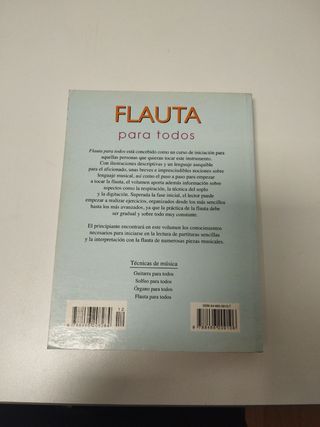 FLAUTA
para todos
Flauta para todos está concebido como un curso de iniciación para
aquellas personas que quieran tocar este instrumento.
Con ilustraciones descriptivas y un lenguaje asequible
para el aficionado, unas breves e imprescindibles nociones sobre
lenguaje musical, así como el paso a paso para empezar
a tocar la flauta, el volumen aporta además información sobre
aspectos como la respiración, la técnica del soplo
y la digitación. Superada la fase inicial, el lector puede
empezar a realizar ejercicios, organizados desde los más sencillos
hasta los más avanzados, ya que la práctica de la flauta debe
ser gradual y sobre todo muy constante.
El principiante encontrará en este volumen los conocimientos
necesarios para iniciarse en la lectura de partituras sencillas
y la interpretación con la flauta de numerosas piezas musicales.
Técnicas de música
Guitarra para todos
Solfeo para todos
Órgano para todos
Flauta para todos